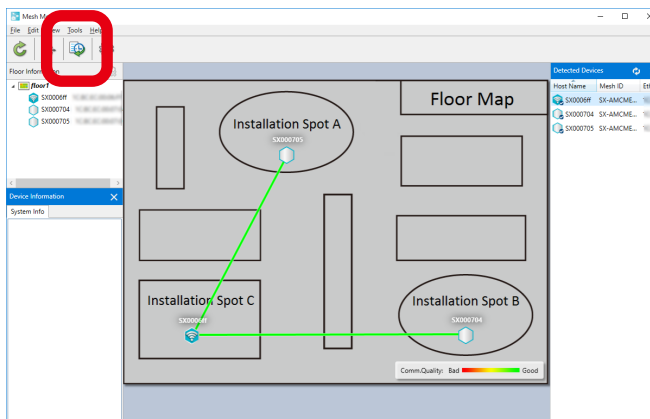 Mesh M
File Edit View Tools Help
Floor Information
floor1
SX0006ff
SX000704
SX000705
Device Information
System Info
Floor Map
Installation Spot A
SX000705
Installation Spot C
SX0006ff
Installation Spot B
SX000704
Comm.Quality: Bad Good
Detected Devices
Host Name Mesh ID Et
SX0006ff SX-AMCME...
SX000704 SX-AMCME...
SX000705 SX-AMCME...